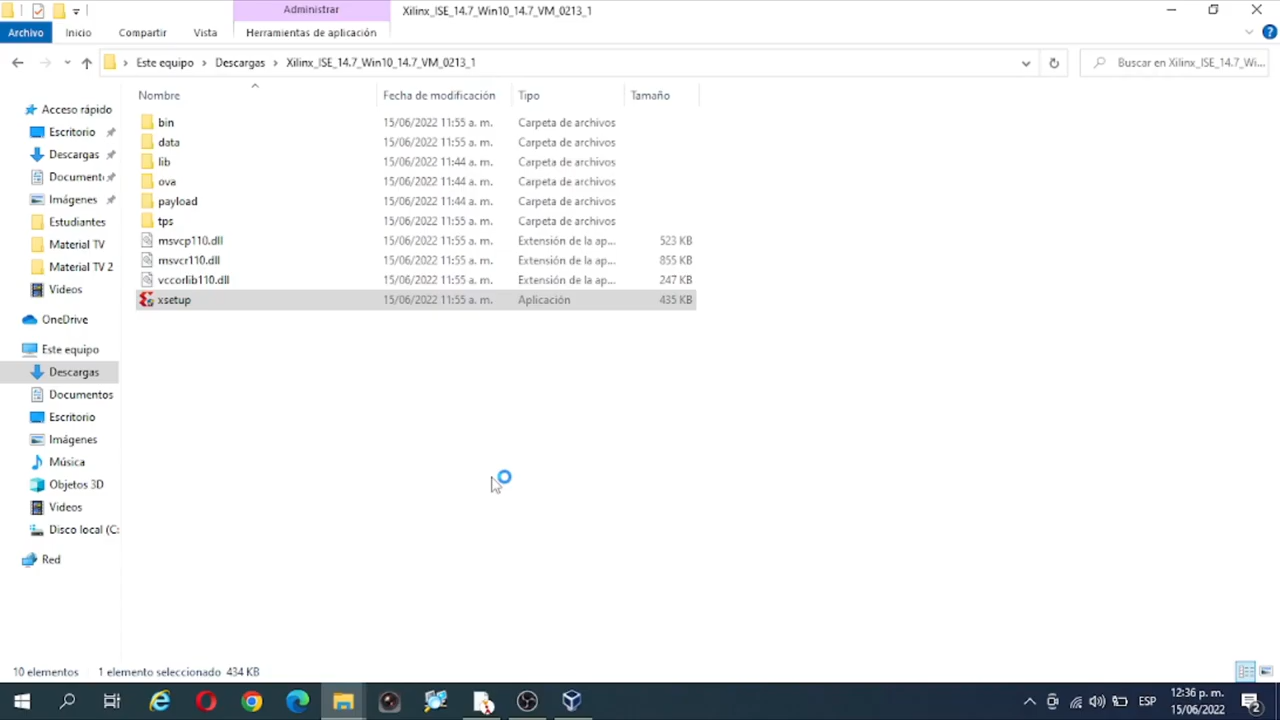 Administrar
Xilinx_ISE_14.7_Win10_14.7_VM_0213_1
Archivo
Inicio
Compartir
Vista
Herramientas de aplicación
Este equipo
Descargas
Xilinx_ISE_14.7_Win10_14.7_VM_0213_1
Buscar en Xilinx_ISE_14.7_Wi...
Nombre
Fecha de modificación
Tipo
Tamaño
bin 15/06/2022 11:55 a. m. Carpeta de archivos
data 15/06/2022 11:55 a. m. Carpeta de archivos
lib 15/06/2022 11:44 a. m. Carpeta de archivos
ova 15/06/2022 11:44 a. m. Carpeta de archivos
payload 15/06/2022 11:44 a. m. Carpeta de archivos
tps 15/06/2022 11:55 a. m. Carpeta de archivos
msvcp110.dll 15/06/2022 11:55 a. m. Extensión de la ap... 523 KB
msvcr110.dll 15/06/2022 11:55 a. m. Extensión de la ap... 855 KB
vccorlib110.dll 15/06/2022 11:55 a. m. Extensión de la ap... 247 KB
xsetup 15/06/2022 11:55 a. m. Aplicación 435 KB
Acceso rápido
Escritorio
Descargas
Document
Imágenes
Estudiantes
Material TV
Material TV 2
Videos
OneDrive
Este equipo
Descargas
Documentos
Escritorio
Imágenes
Música
Objetos 3D
Videos
Disco local (C:
Red
10 elementos
1 elemento seleccionado 434 KB
ESP
12:36 p. m.
15/06/2022
2